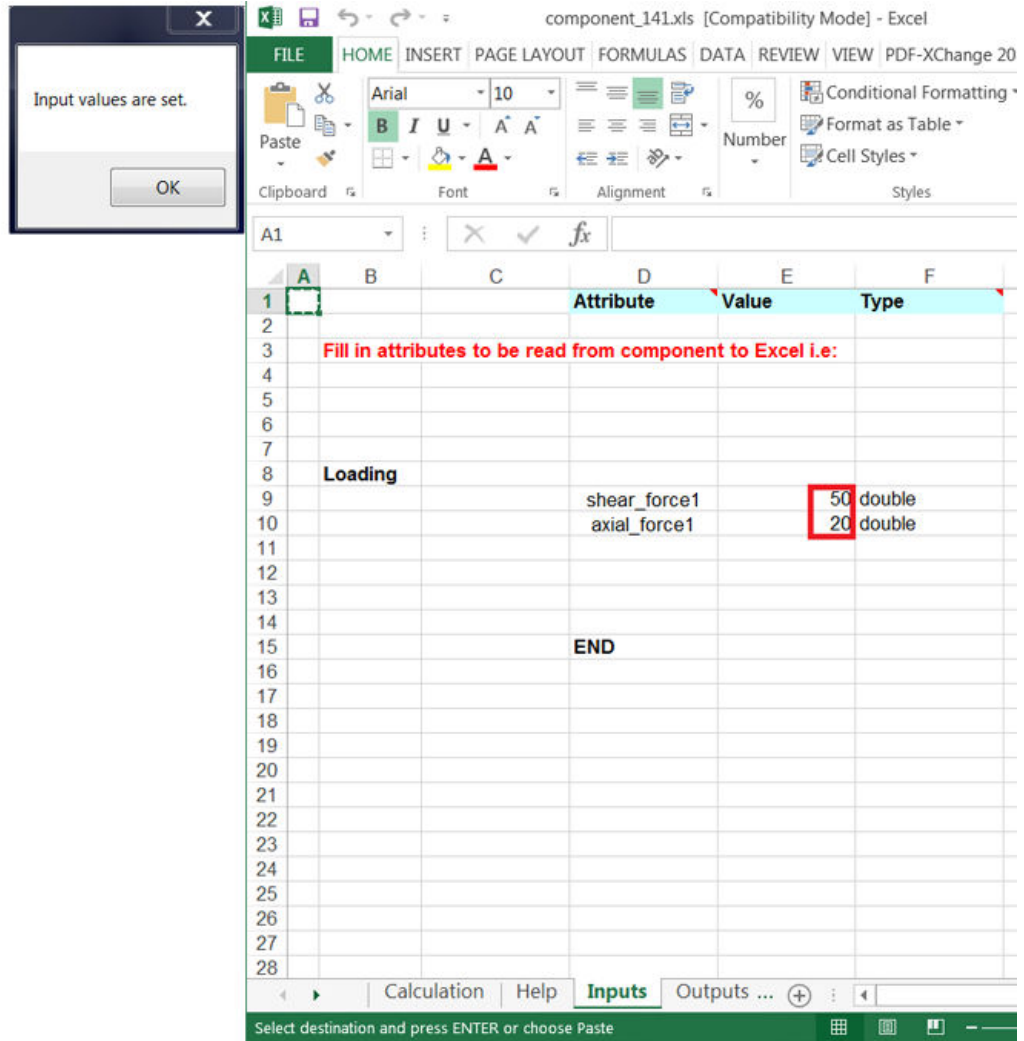 X
Input values are set.
OK
component_141.xls [Compatibility Mode] - Excel
FILE HOME INSERT PAGE LAYOUT FORMULAS DATA REVIEW VIEW PDF-XChange 20
Paste
Arial 10
B I U A A
A
%
Number
Conditional Formatting
Format as Table
Cell Styles
Clipboard Font Alignment Styles
A1 fx
A B C D E F
1 Attribute Value Type
2
3 Fill in attributes to be read from component to Excel i.e:
4
5
6
7
8 Loading
9 shear_force1 50 double
10 axial_force1 20 double
11
12
13
14
15 END
16
17
18
19
20
21
22
23
24
25
26
27
28
Calculation Help Inputs Outputs ...
Select destination and press ENTER or choose Paste